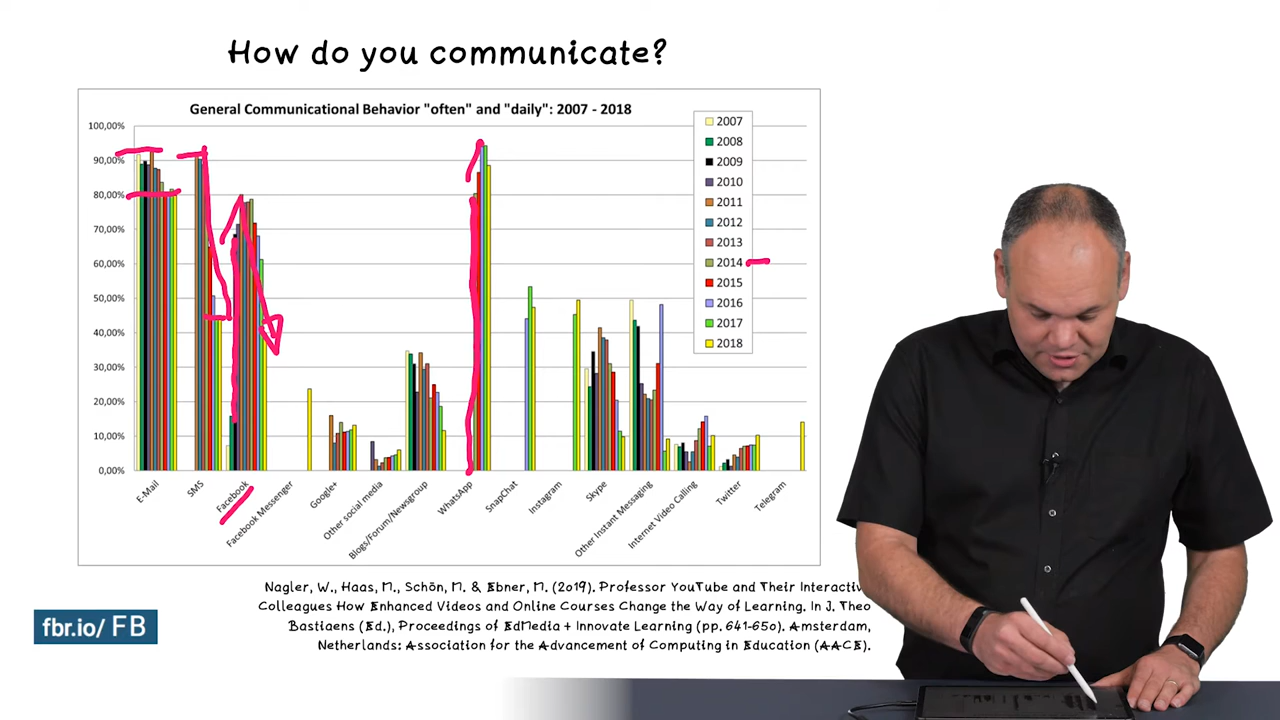 How do you communicate?
General Communicational Behavior "often" and "daily": 2007 - 2018
100,00%
90,00%
80,00%
70,00%
60,00%
50,00%
40,00%
30,00%
20,00%
10,00%
0,00%
E-Mail
SMS
Facebook
Facebook Messenger
Google+
Other social media
Blogs/Forum/Newsgroup
WhatsApp
SnapChat
Instagram
Skype
Other Instant Messaging
Internet Video Calling
Twitter
Telegram
2007
2008
2009
2010
2011
2012
2013
2014
2015
2016
2017
2018
Nagler, W., Haas, M., Schön, M. & Ebner, M. (2019). Professor YouTube and Their Interactiv
Colleagues How Enhanced Videos and Online Courses Change the Way of Learning. In J. Theo
Bastiaens (Ed.), Proceedings of EdMedia + Innovate Learning (pp. 641-650). Amsterdam,
Netherlands: Association for the Advancement of Computing in Education (AACE).
fbr.io/ FB